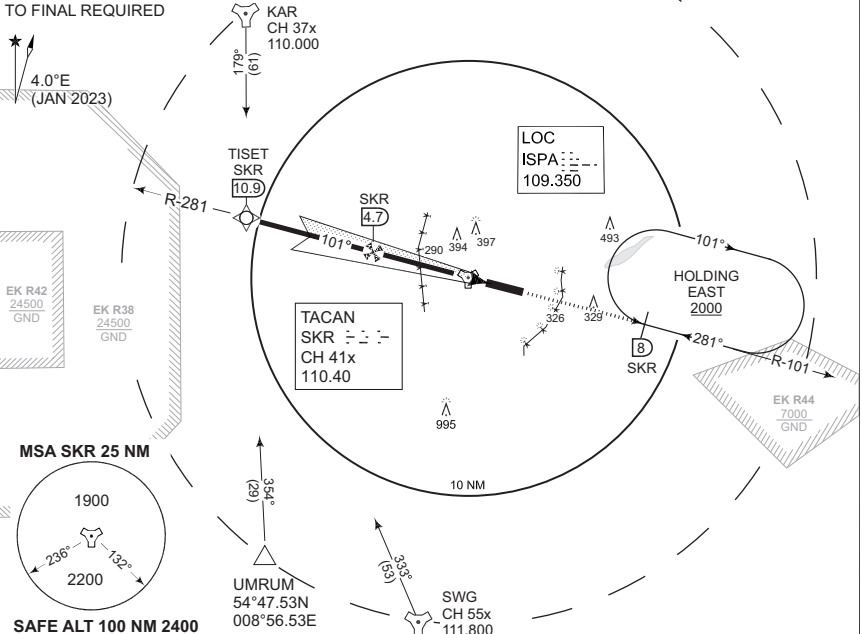 TO FINAL REQUIRED
4.0°E
(JAN 2023)
KAR
CH 37x
110.000
179°
(61)
TISET
SKR
10.9
R-281
101°
SKR
4.7
290
394
397
LOC
ISPA
109.350
493
101°
HOLDING
EAST
2000
281°
R-101
8
SKR
326
329
EK R42
24500
GND
EK R38
24500
GND
TACAN
SKR
CH 41x
110.40
EK R44
7000
GND
995
10 NM
MSA SKR 25 NM
1900
236°
132°
2200
SAFE ALT 100 NM 2400
354°
(29)
UMRUM
54°47.53N
008°56.53E
333°
(53)
SWG
CH 55x
111.800